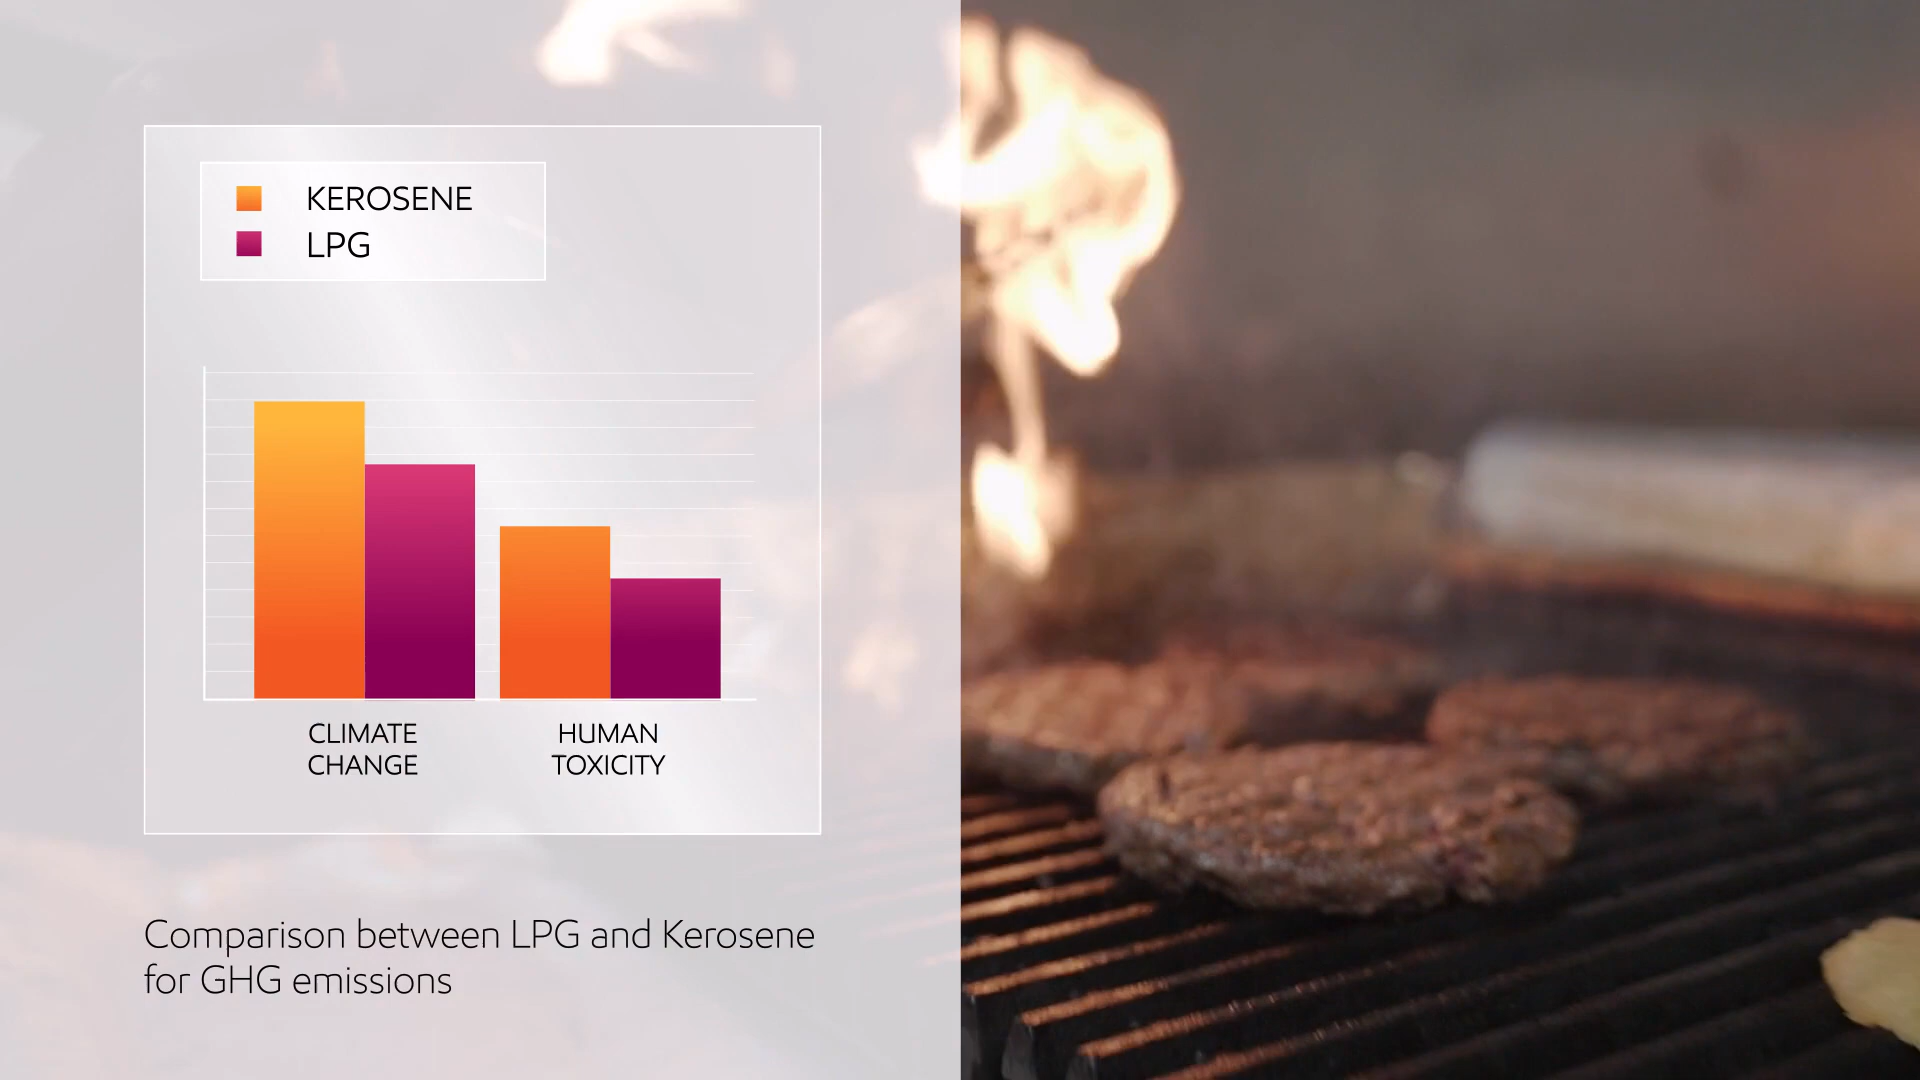 KEROSENE
LPG
CLIMATE
CHANGE
HUMAN
TOXICITY
Comparison between LPG and Kerosene
for GHG emissions